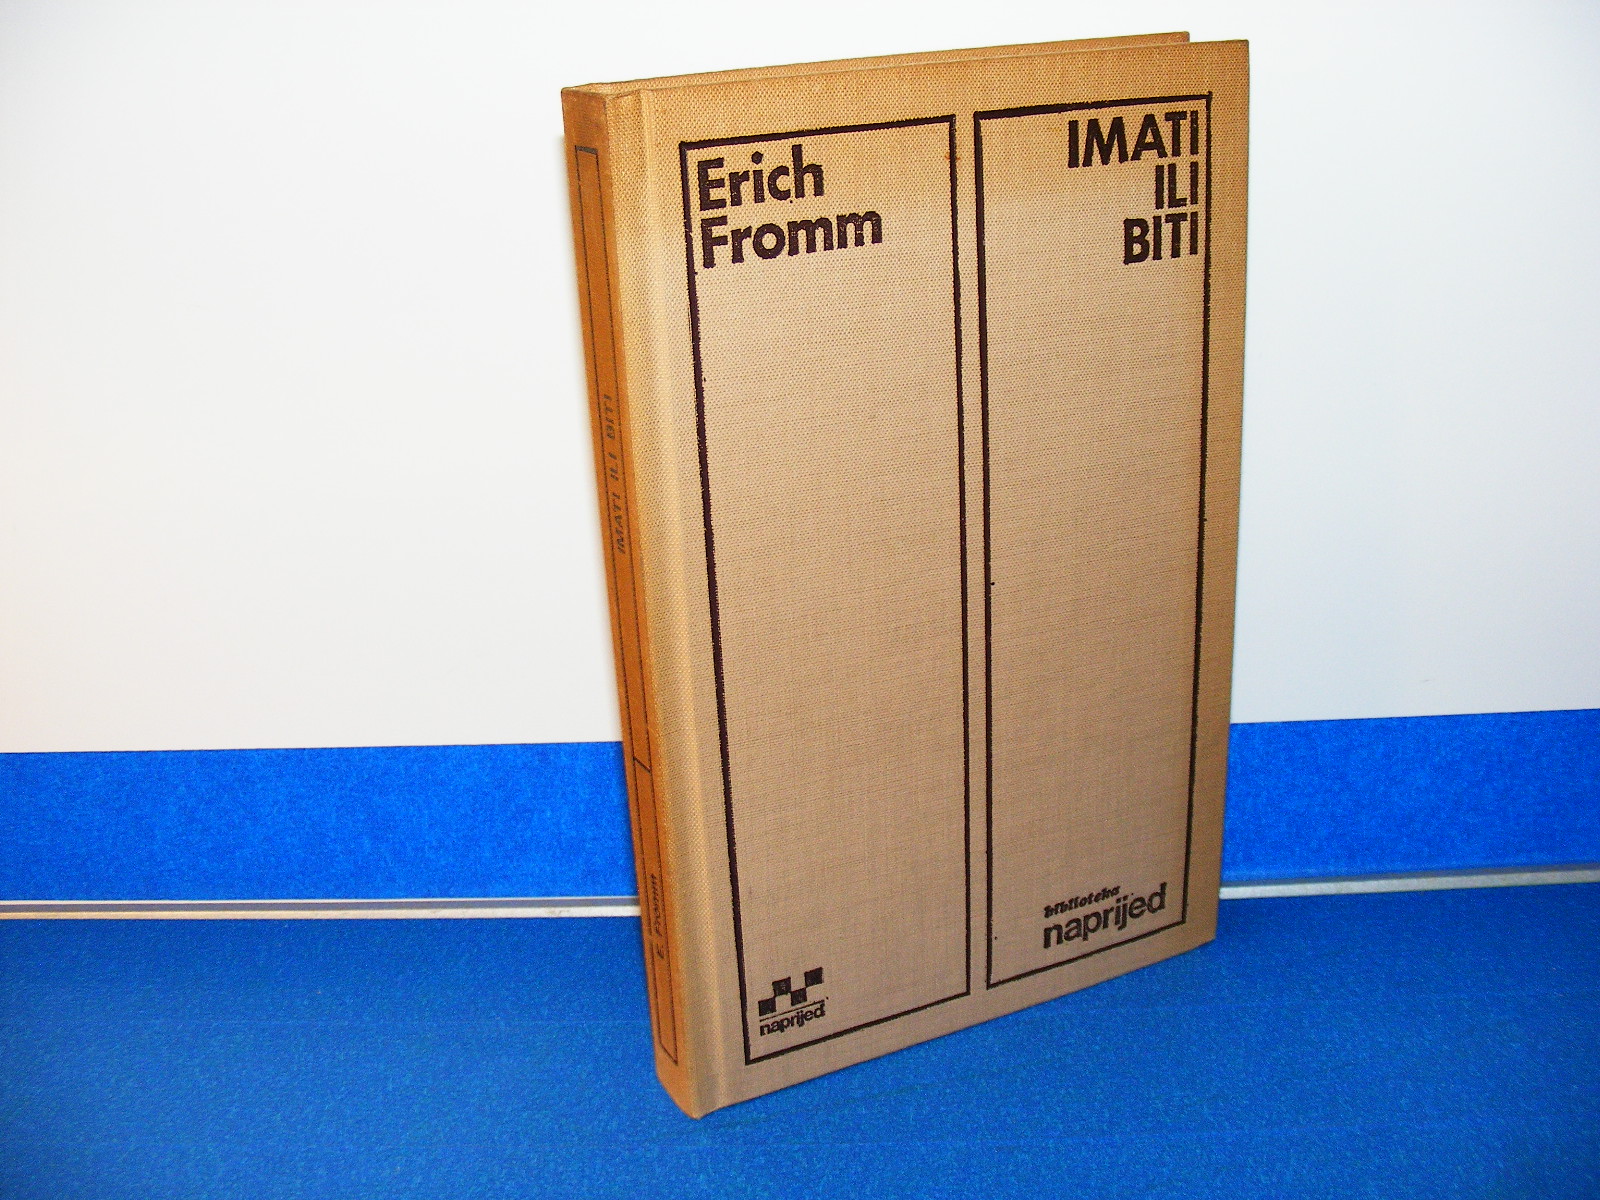 Erich
Fromm
IMATI
ILI
BITI
biblioteka
naprijed
naprijed
IMATI ILI BITI
E. Fromm